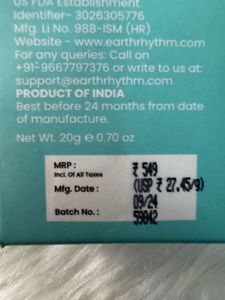 US FDA Establishment
Identifier- 3026305776
Mfg. Li No. 988-ISM (HR)
Website - www.earthrhythm.com
For any queries: Call on
+91-9667797376 or write to us at:
support@earthrhythm.com
PRODUCT OF INDIA
Best before 24 months from date
of manufacture.
Net Wt. 20g ℮ 0.70 oz
MRP : ₹ 549
Incl. Of All Taxes (USP ₹ 27.45/g)
Mfg. Date : 09/24
Batch No. : 59842